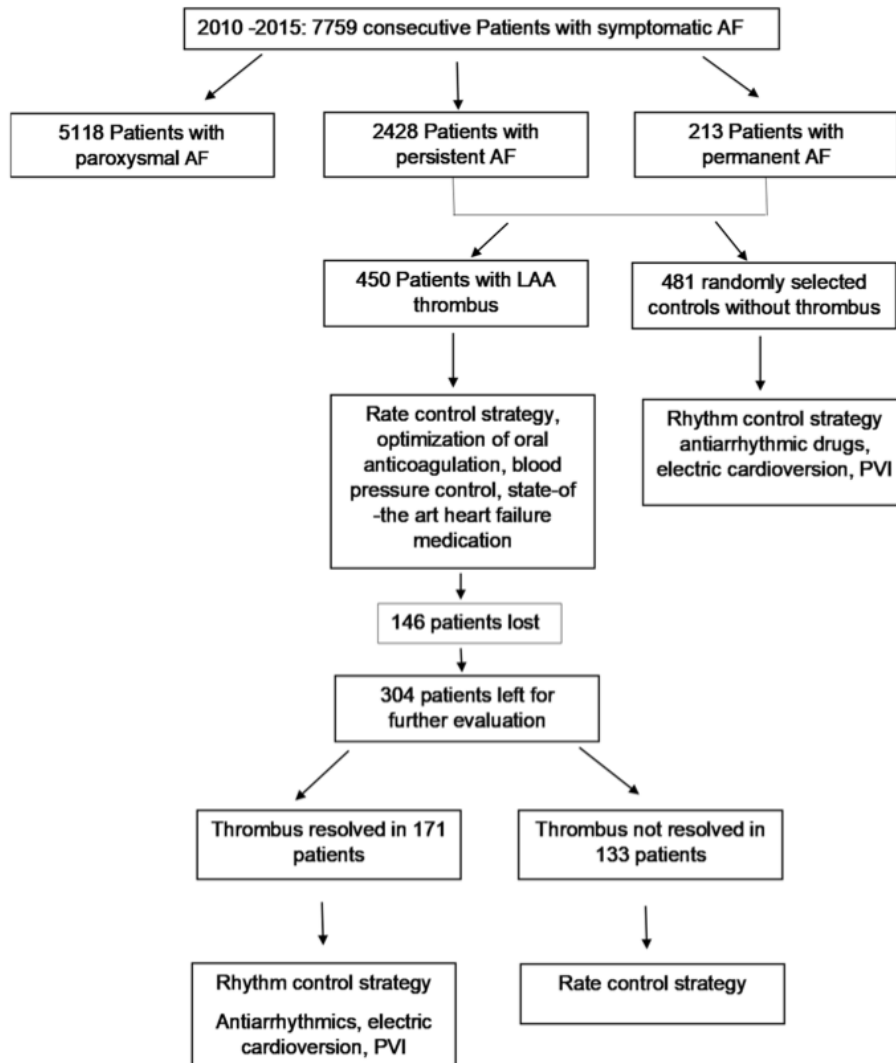 2010 -2015: 7759 consecutive Patients with symptomatic AF
5118 Patients with
paroxysmal AF
2428 Patients with
persistent AF
213 Patients with
permanent AF
450 Patients with LAA
thrombus
481 randomly selected
controls without thrombus
Rate control strategy,
optimization of oral
anticoagulation, blood
pressure control, state-of
-the art heart failure
medication
Rhythm control strategy
antiarrhythmic drugs,
electric cardioversion, PVI
146 patients lost
304 patients left for
further evaluation
Thrombus resolved in 171
patients
Thrombus not resolved in
133 patients
Rhythm control strategy
Antiarrhythmics, electric
cardioversion, PVI
Rate control strategy